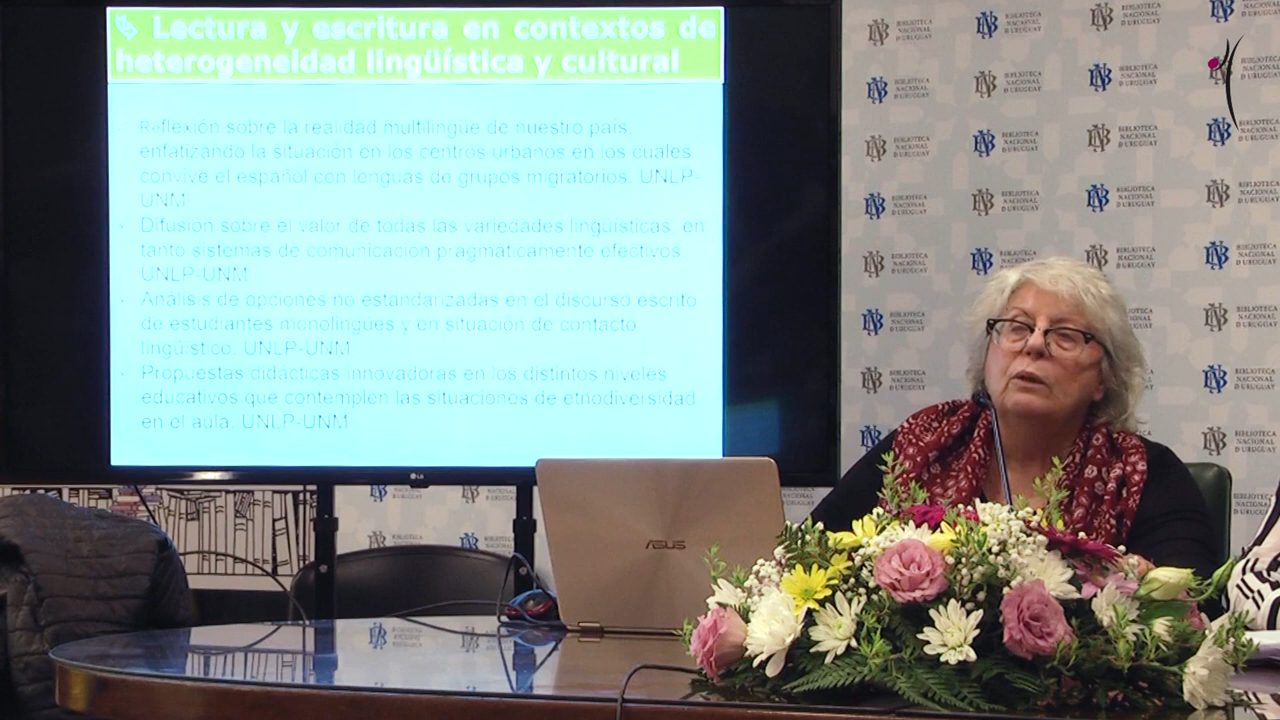 Lectura y escritura en contextos de
heterogeneidad lingüística y cultural
Reflexión sobre la realidad multilingüe de nuestro país,
enfatizando la situación en los centros urbanos en los cuales
convive el español con lenguas de grupos migratorios. UNLP-
UNM
Difusión sobre el valor de todas las variedades lingüísticas, en
tanto sistemas de comunicación pragmáticamente efectivos.
UNLP-UNM
Análisis de opciones no estandarizadas en el discurso escrito
de estudiantes monolingües y en situación de contacto
lingüístico. UNLP-UNM
Propuestas didácticas innovadoras en los distintos niveles
educativos que contemplen las situaciones de etnodiversidad
en el aula. UNLP-UNM
LG
ASUS
BIBLIOTECA
NACIONAL
D URUGUAY